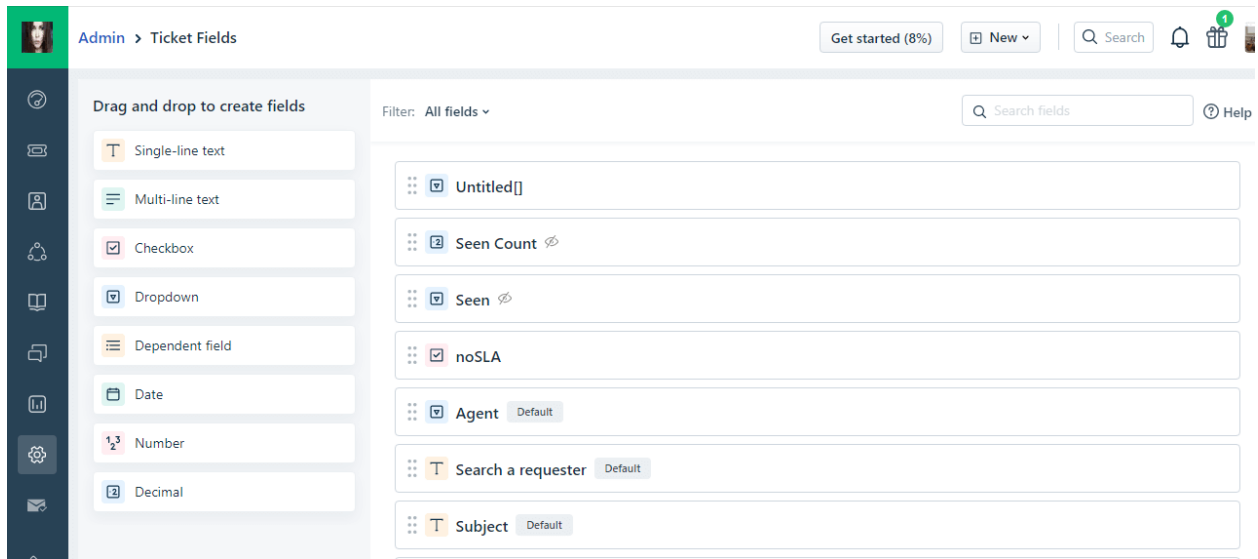 Admin > Ticket Fields
Get started (8%)
New
Search
1
Drag and drop to create fields
Single-line text
Multi-line text
Checkbox
Dropdown
Dependent field
Date
Number
Decimal
Filter: All fields
Search fields
Help
Untitled[]
Seen Count
Seen
noSLA
Agent Default
Search a requester Default
Subject Default